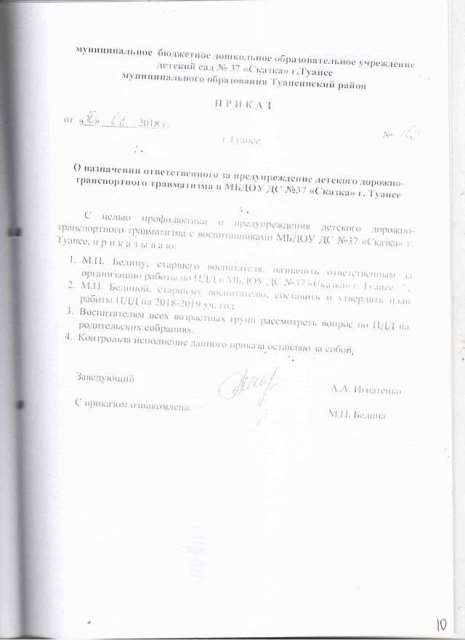 муниципальное бюджетное дошкольное образовательное учреждение
детский сад № 37 «Сказка» г.Туапсе
муниципального образования Туапсинский район
П Р И К А З
от 2018 г. №
г.Туапсе
О назначении ответственного за предупреждение детского дорожно-
транспортного травматизма в МБДОУ ДС №37 «Сказка» г. Туапсе
С целью профилактики и предупреждения детского дорожно-
транспортного травматизма с воспитанниками МБДОУ ДС №37 «Сказка» г.
Туапсе, п р и к а з ы в а ю:
1. М.П. Белину, старшего воспитателя, назначить ответственным за
организацию работы по ПДД в МБДОУ ДС №37 «Сказка» г. Туапсе
2. М.П. Белиной, старшему воспитателю, составить и утвердить план
работы ПДД на 2018-2019 уч. год.
3. Воспитателям всех возрастных групп рассмотреть вопрос по ПДД на
родительских собраниях.
4. Контроль за исполнение данного приказа оставляю за собой.
Заведующий
А.А. Игнатенко
С приказом ознакомлена:
М.П. Белина
10